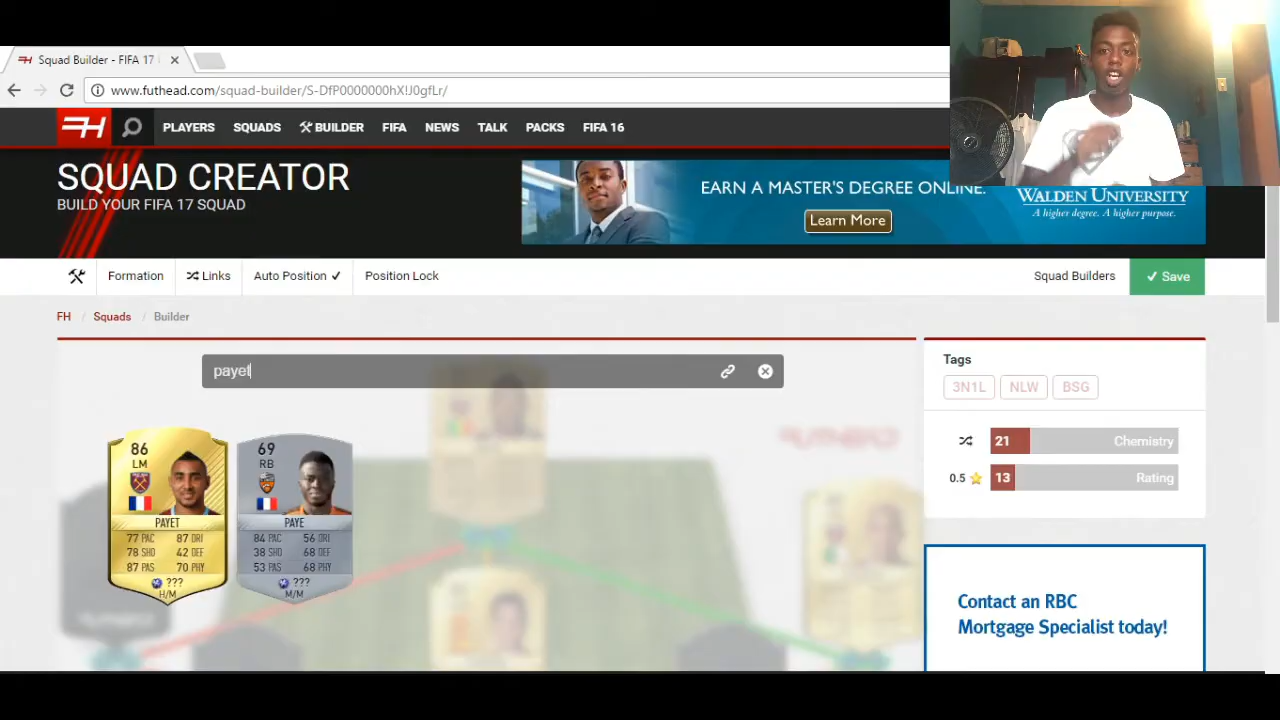 Squad Builder - FIFA 17
www.futhead.com/squad-builder/S-DfP0000000hXIJ0gfLr/
FH
PLAYERS
SQUADS
BUILDER
FIFA
NEWS
TALK
PACKS
FIFA 16
SQUAD CREATOR
BUILD YOUR FIFA 17 SQUAD
EARN A MASTER'S DEGREE ONLINE.
Learn More
WALDEN UNIVERSITY
A higher degree. A higher purpose.
Formation
Links
Auto Position ✓
Position Lock
Squad Builders
✓ Save
FH / Squads / Builder
payet
86
LM
PAYET
77 PAC 87 DRI
78 SHO 42 DEF
87 PAS 70 PHY
???
H/M
69
RB
PAYE
84 PAC 56 DRI
38 SHO 68 DEF
53 PAS 68 PHY
???
M/M
Tags
3N1L NLW BSG
21 Chemistry
0.5 13 Rating
Contact an RBC
Mortgage Specialist today!